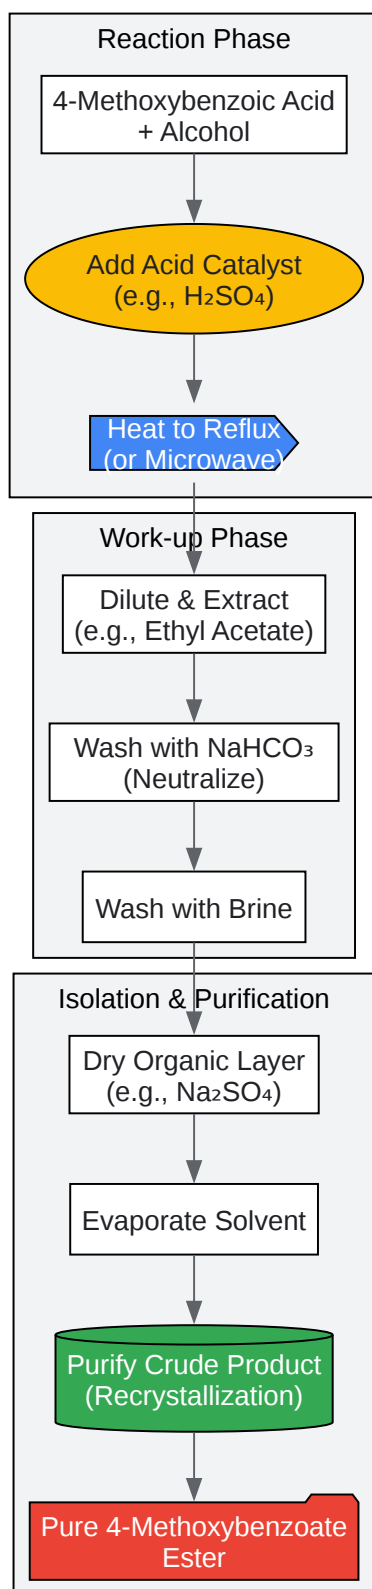 Reaction Phase
4-Methoxybenzoic Acid
+ Alcohol
Add Acid Catalyst
(e.g., H₂SO₄)
Heat to Reflux
(or Microwave)
Work-up Phase
Dilute & Extract
(e.g., Ethyl Acetate)
Wash with NaHCO₃
(Neutralize)
Wash with Brine
Isolation & Purification
Dry Organic Layer
(e.g., Na₂SO₄)
Evaporate Solvent
Purify Crude Product
(Recrystallization)
Pure 4-Methoxybenzoate
Ester